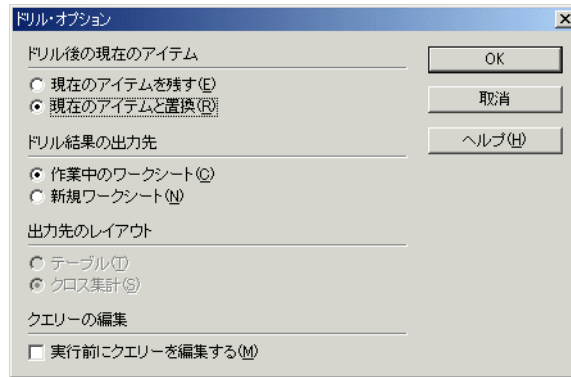 ドリル・オプション
ドリル後の現在のアイテム
現在のアイテムを残す(E)
現在のアイテムと置換(R)
ドリル結果の出力先
作業中のワークシート(C)
新規ワークシート(N)
出力先のレイアウト
テーブル(T)
クロス集計(S)
クエリーの編集
実行前にクエリーを編集する(M)
OK
取消
ヘルプ(H)